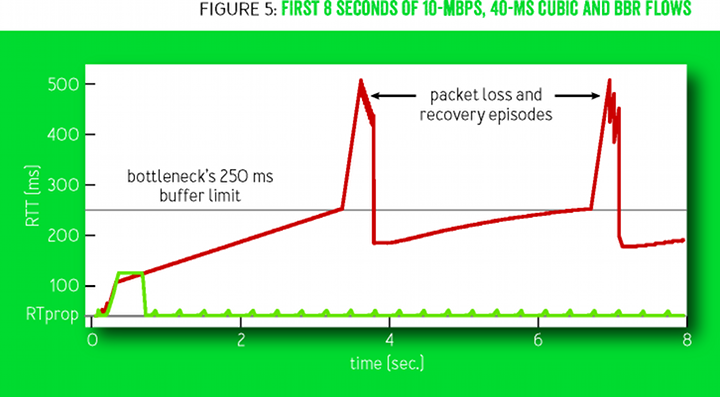 FIGURE 5: FIRST 8 SECONDS OF 10-MBPS, 40-MS CUBIC AND BBR FLOWS
500
400
300
200
100
RTprop
RTT (ms)
packet loss and
recovery episodes
bottleneck's 250 ms
buffer limit
0 2 4 6 8
time (sec.)